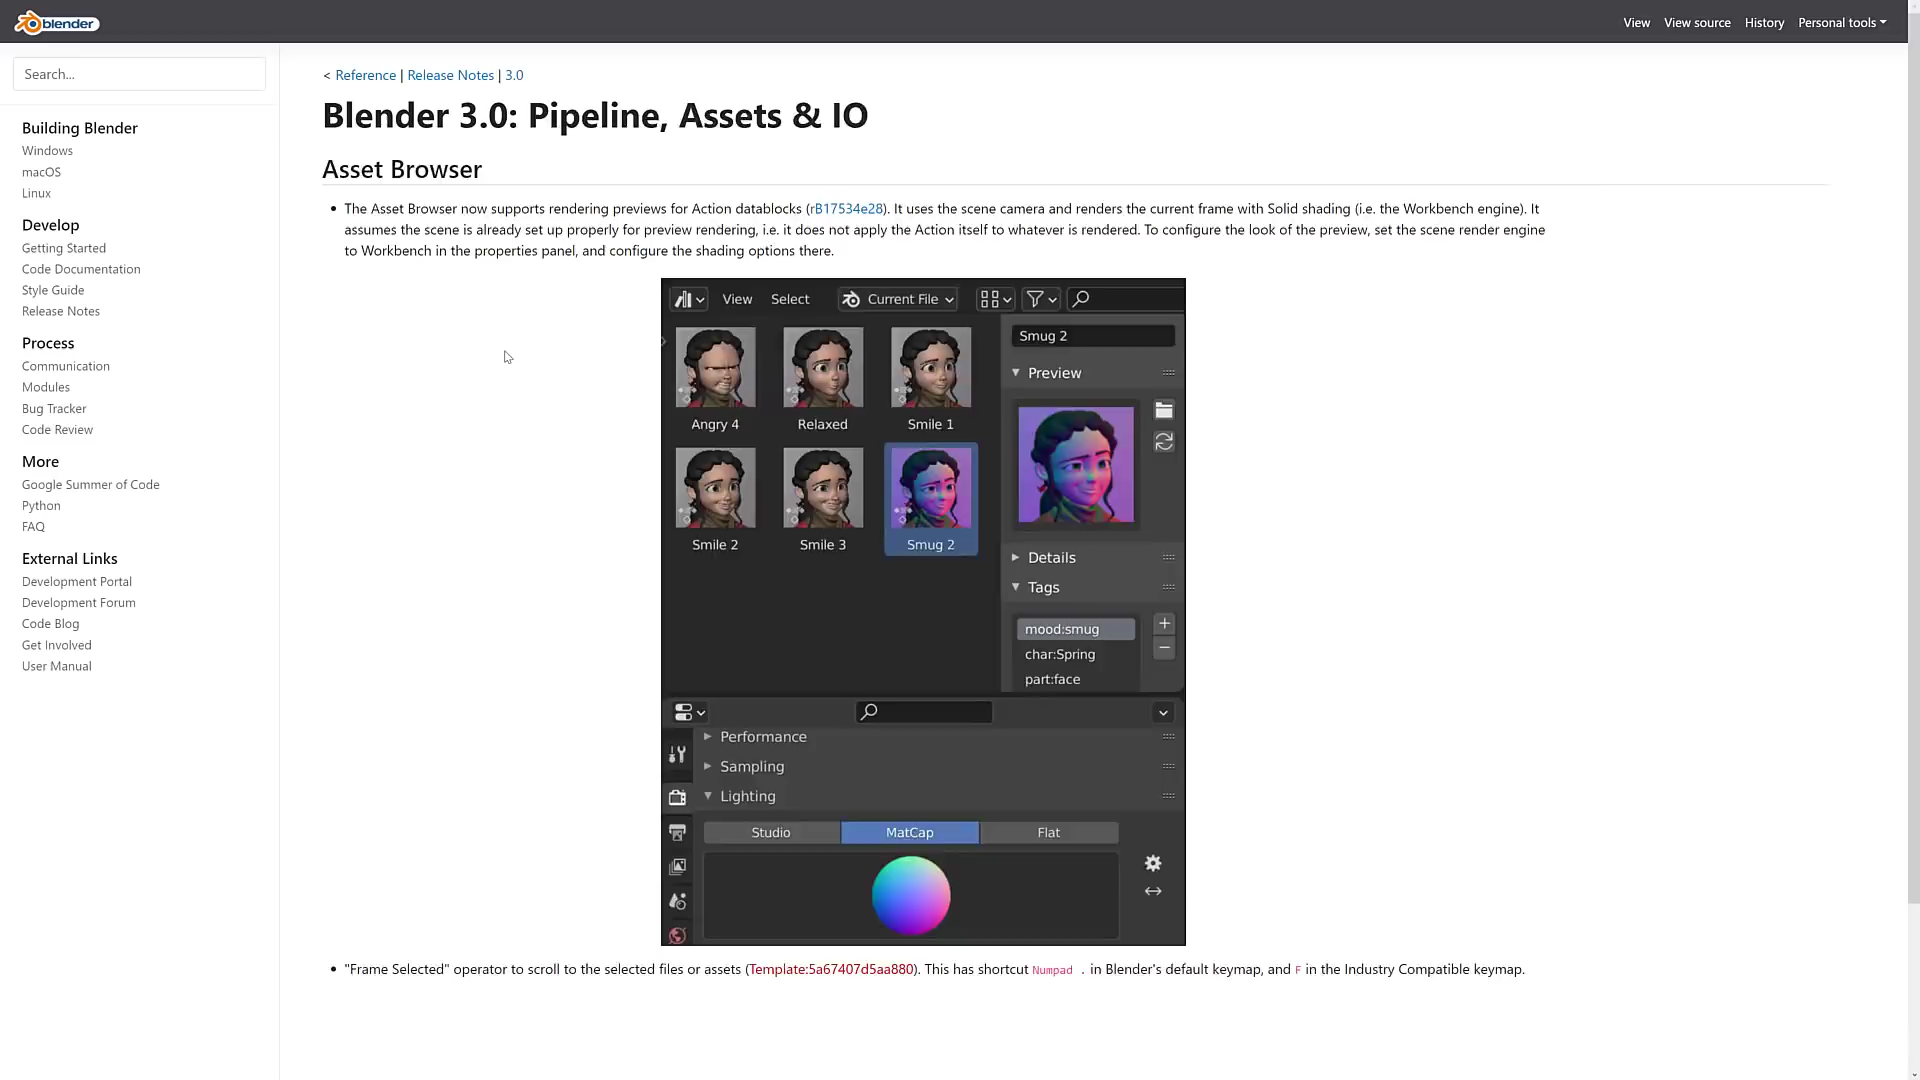 blender
View View source History Personal tools
Search...
Building Blender
Windows
macOS
Linux
Develop
Getting Started
Code Documentation
Style Guide
Release Notes
Process
Communication
Modules
Bug Tracker
Code Review
More
Google Summer of Code
Python
FAQ
External Links
Development Portal
Development Forum
Code Blog
Get Involved
User Manual
< Reference | Release Notes | 3.0
Blender 3.0: Pipeline, Assets & IO
Asset Browser
• The Asset Browser now supports rendering previews for Action datablocks (rB17534e28). It uses the scene camera and renders the current frame with Solid shading (i.e. the Workbench engine). It
assumes the scene is already set up properly for preview rendering, i.e. it does not apply the Action itself to whatever is rendered. To configure the look of the preview, set the scene render engine
to Workbench in the properties panel, and configure the shading options there.
View Select Current File
Angry 4 Relaxed Smile 1
Smile 2 Smile 3 Smug 2
Smug 2
Preview
Details
Tags
mood:smug
char:Spring
part:face
Performance
Sampling
Lighting
Studio MatCap Flat
• "Frame Selected" operator to scroll to the selected files or assets (Template:5a67407d5aa880). This has shortcut Numpad . in Blender's default keymap, and F in the Industry Compatible keymap.